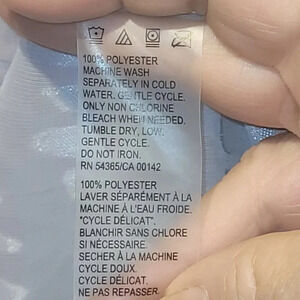 100% POLYESTER
MACHINE WASH
SEPARATELY IN COLD
WATER. GENTLE CYCLE.
ONLY NON CHLORINE
BLEACH WHEN NEEDED.
TUMBLE DRY, LOW.
GENTLE CYCLE.
DO NOT IRON.
RN 54365/CA 00142
100% POLYESTER
LAVER SÉPARÉMENT À LA
MACHINE À L'EAU FROIDE.
"CYCLE DÉLICAT".
BLANCHIR SANS CHLORE
SI NÉCESSAIRE.
SECHER À LA MACHINE
CYCLE DOUX.
CYCLE DÉLICAT.
NE PAS REPASSER.